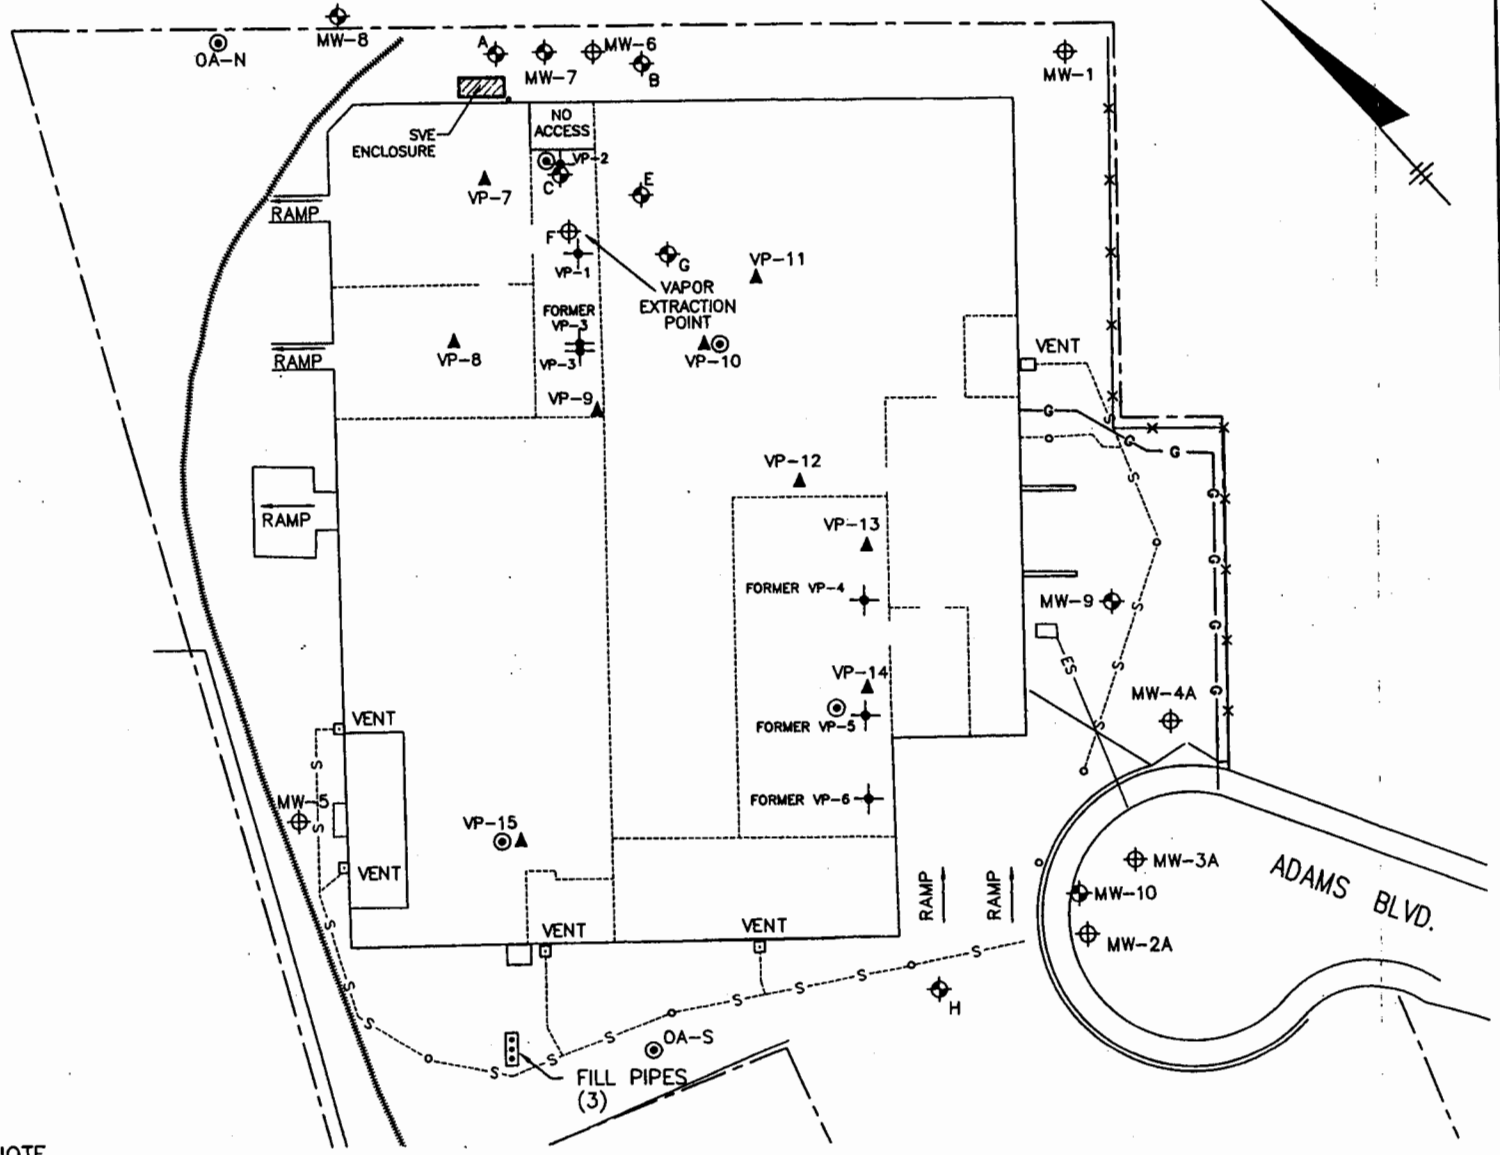 MW-8
OA-N
A
MW-7
MW-6
B
MW-1
SVE
ENCLOSURE
NO
ACCESS
VP-2
C
VP-7
E
RAMP
F
VP-1
G
VP-11
VAPOR
EXTRACTION
POINT
FORMER
VP-3
VP-3
VP-8
RAMP
VP-10
VENT
VP-9
G
S
G
G
VP-12
S
G
RAMP
VP-13
G
FORMER VP-4
MW-9
S
G
ES
S
VP-14
G
MW-4A
VENT
FORMER VP-5
S
S
MW-5
S
FORMER VP-6
VP-15
VENT
MW-3A
ADAMS BLVD.
RAMP
RAMP
MW-10
VENT
VENT
S
MW-2A
S
S
S
S
S
H
S
S
OA-S
S
S
FILL PIPES
(3)